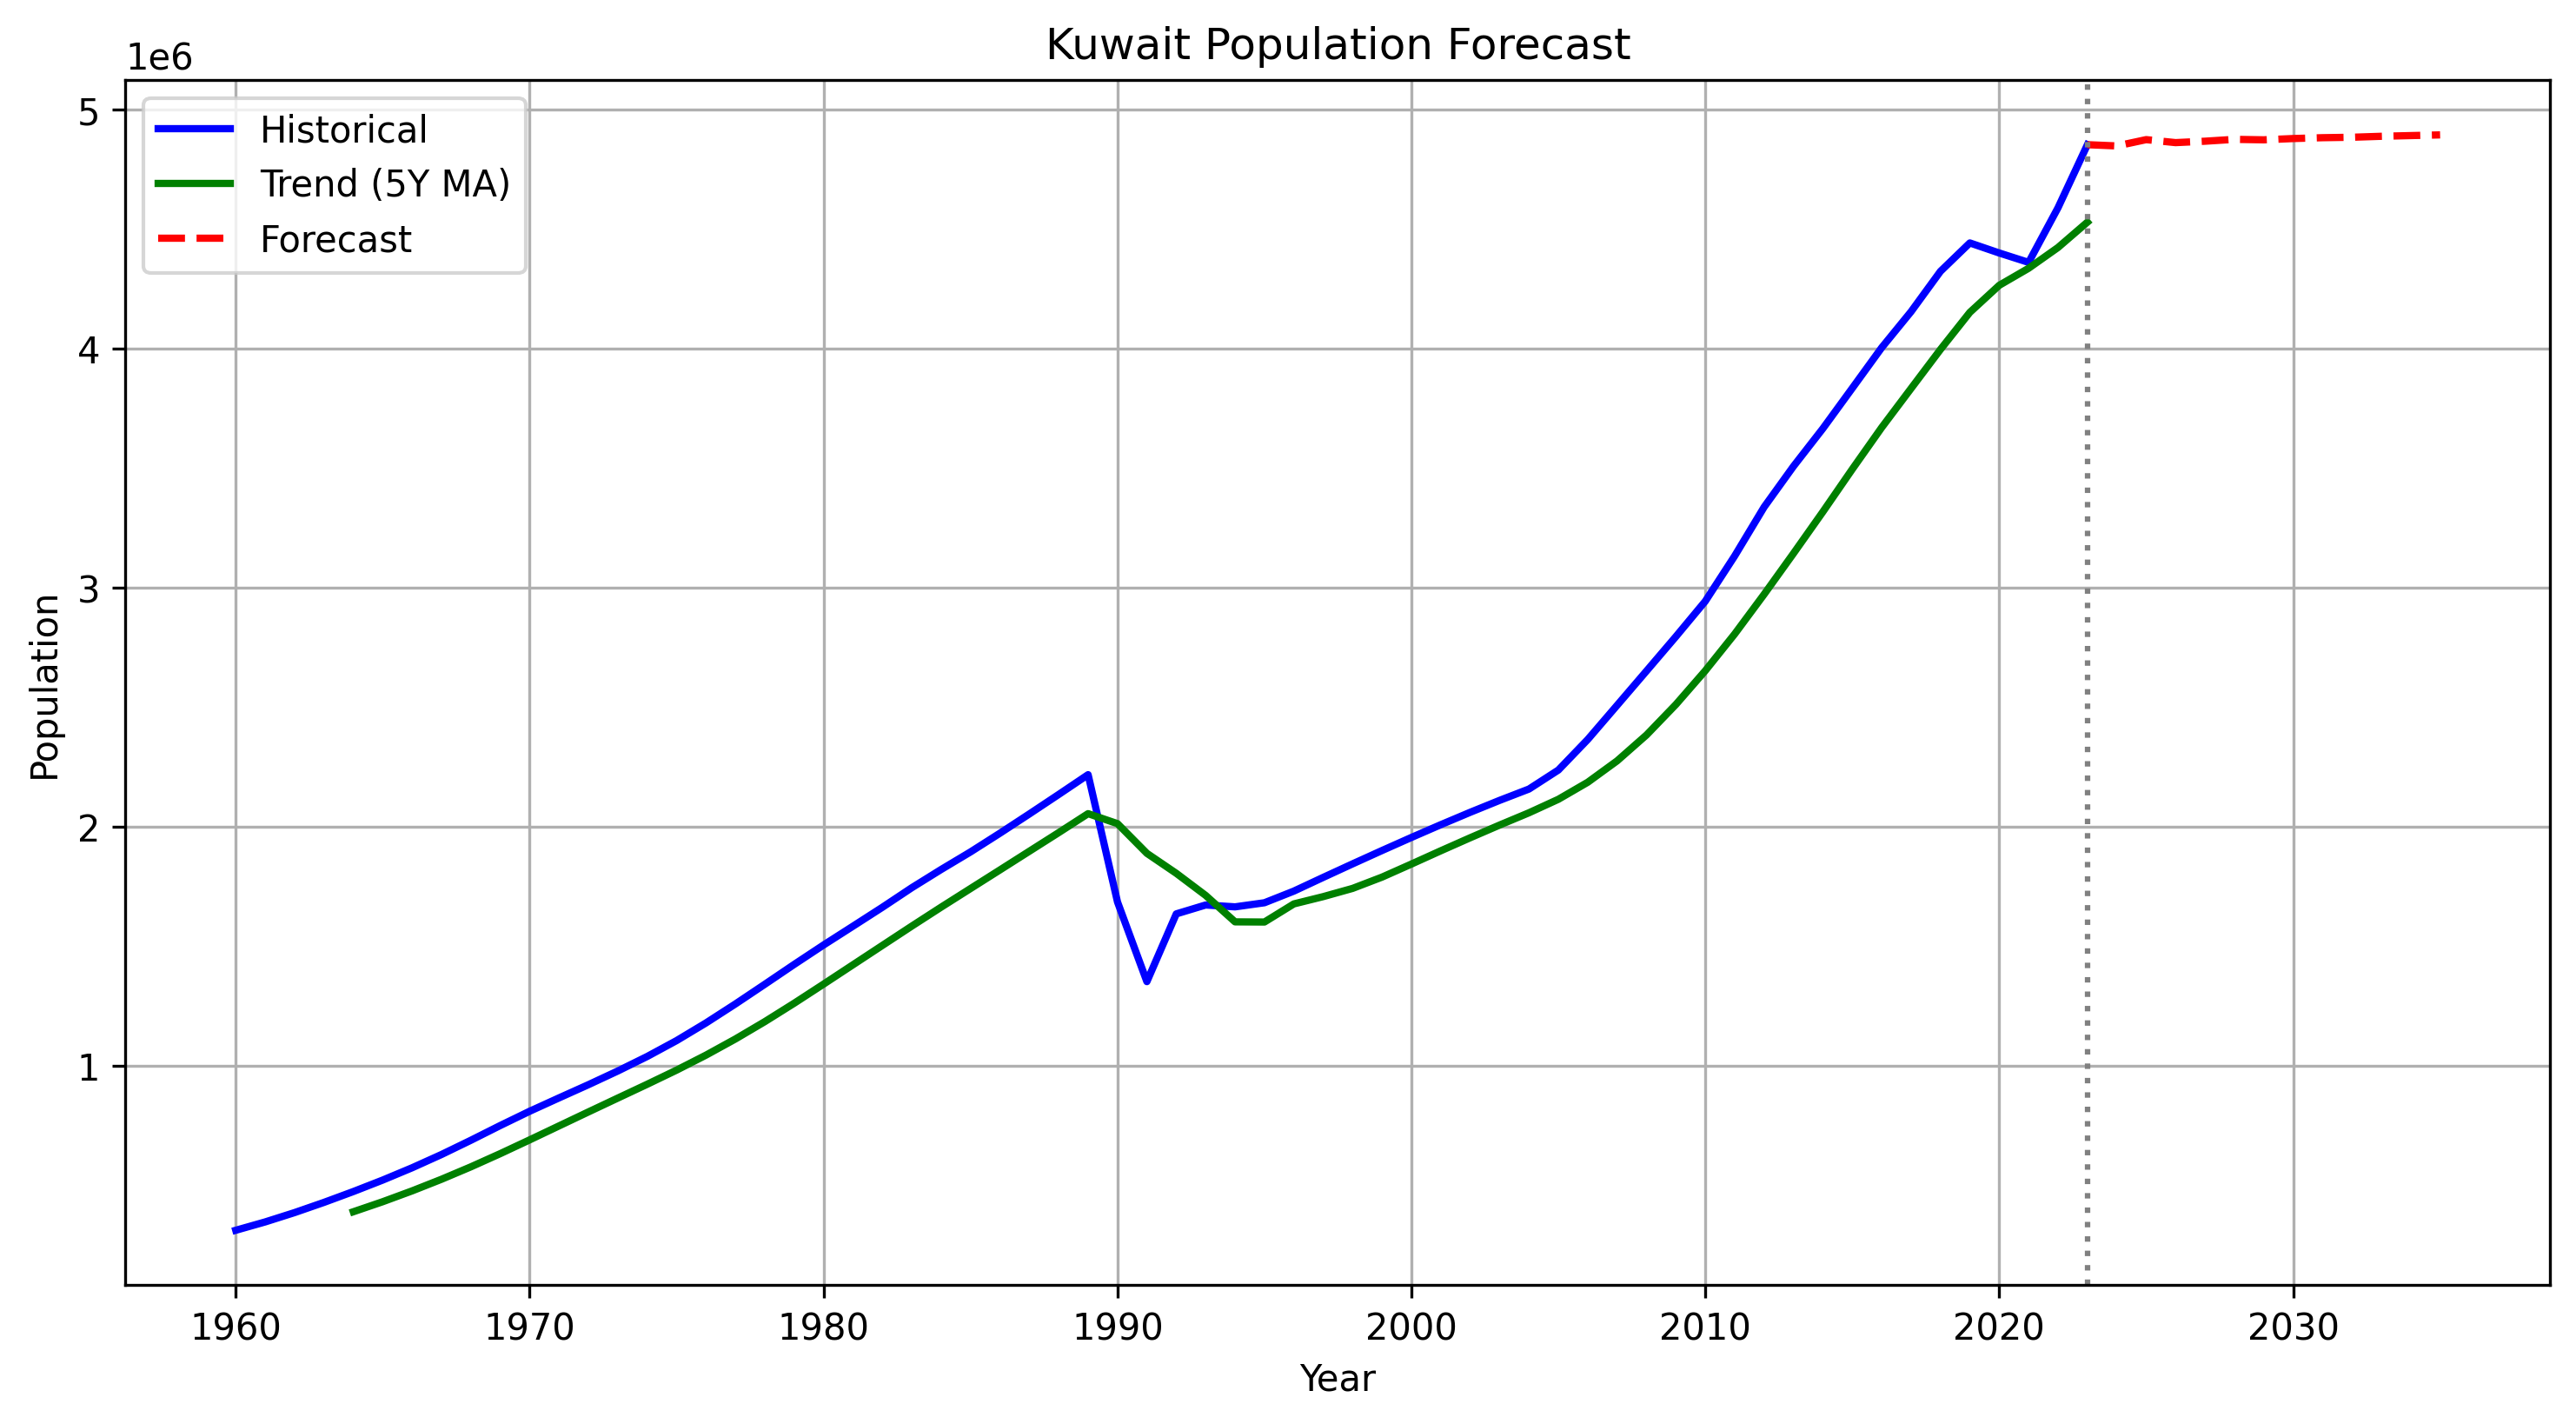 Kuwait Population Forecast
1e6
Historical
Trend (5Y MA)
Forecast
5
4
3
2
1
Population
1960 1970 1980 1990 2000 2010 2020 2030
Year